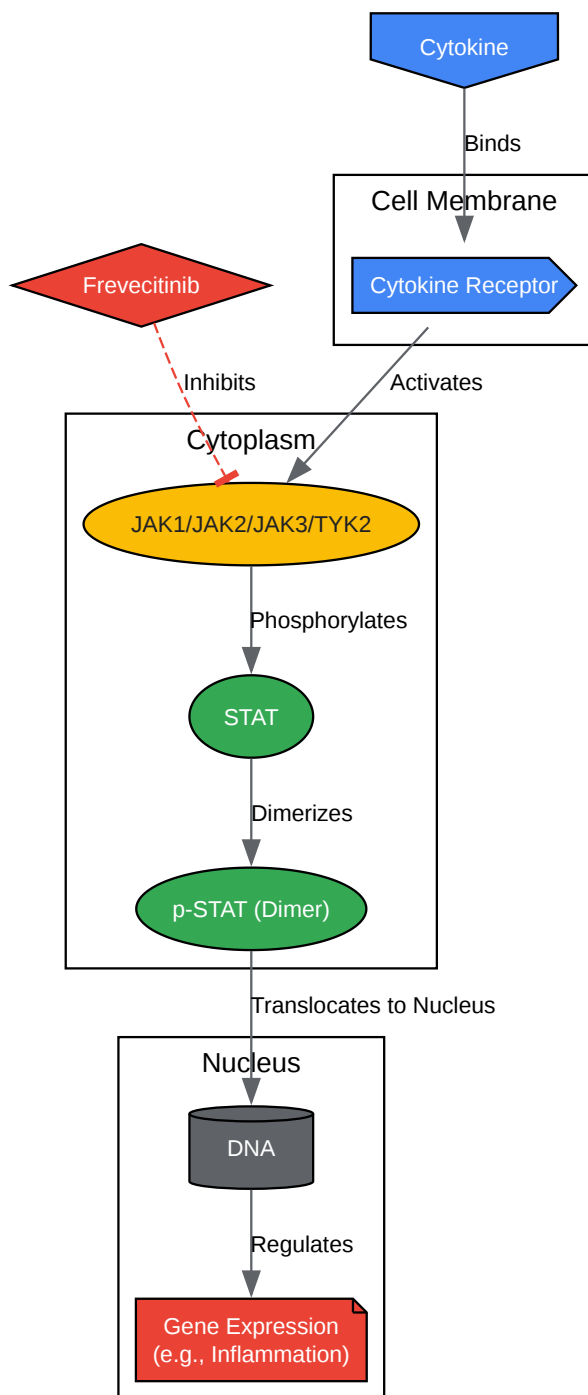 Cytokine
Binds
Cell Membrane
Cytokine Receptor
Frevecitinib
Inhibits
Activates
Cytoplasm
JAK1/JAK2/JAK3/TYK2
Phosphorylates
STAT
Dimerizes
p-STAT (Dimer)
Translocates to Nucleus
Nucleus
DNA
Regulates
Gene Expression
(e.g., Inflammation)